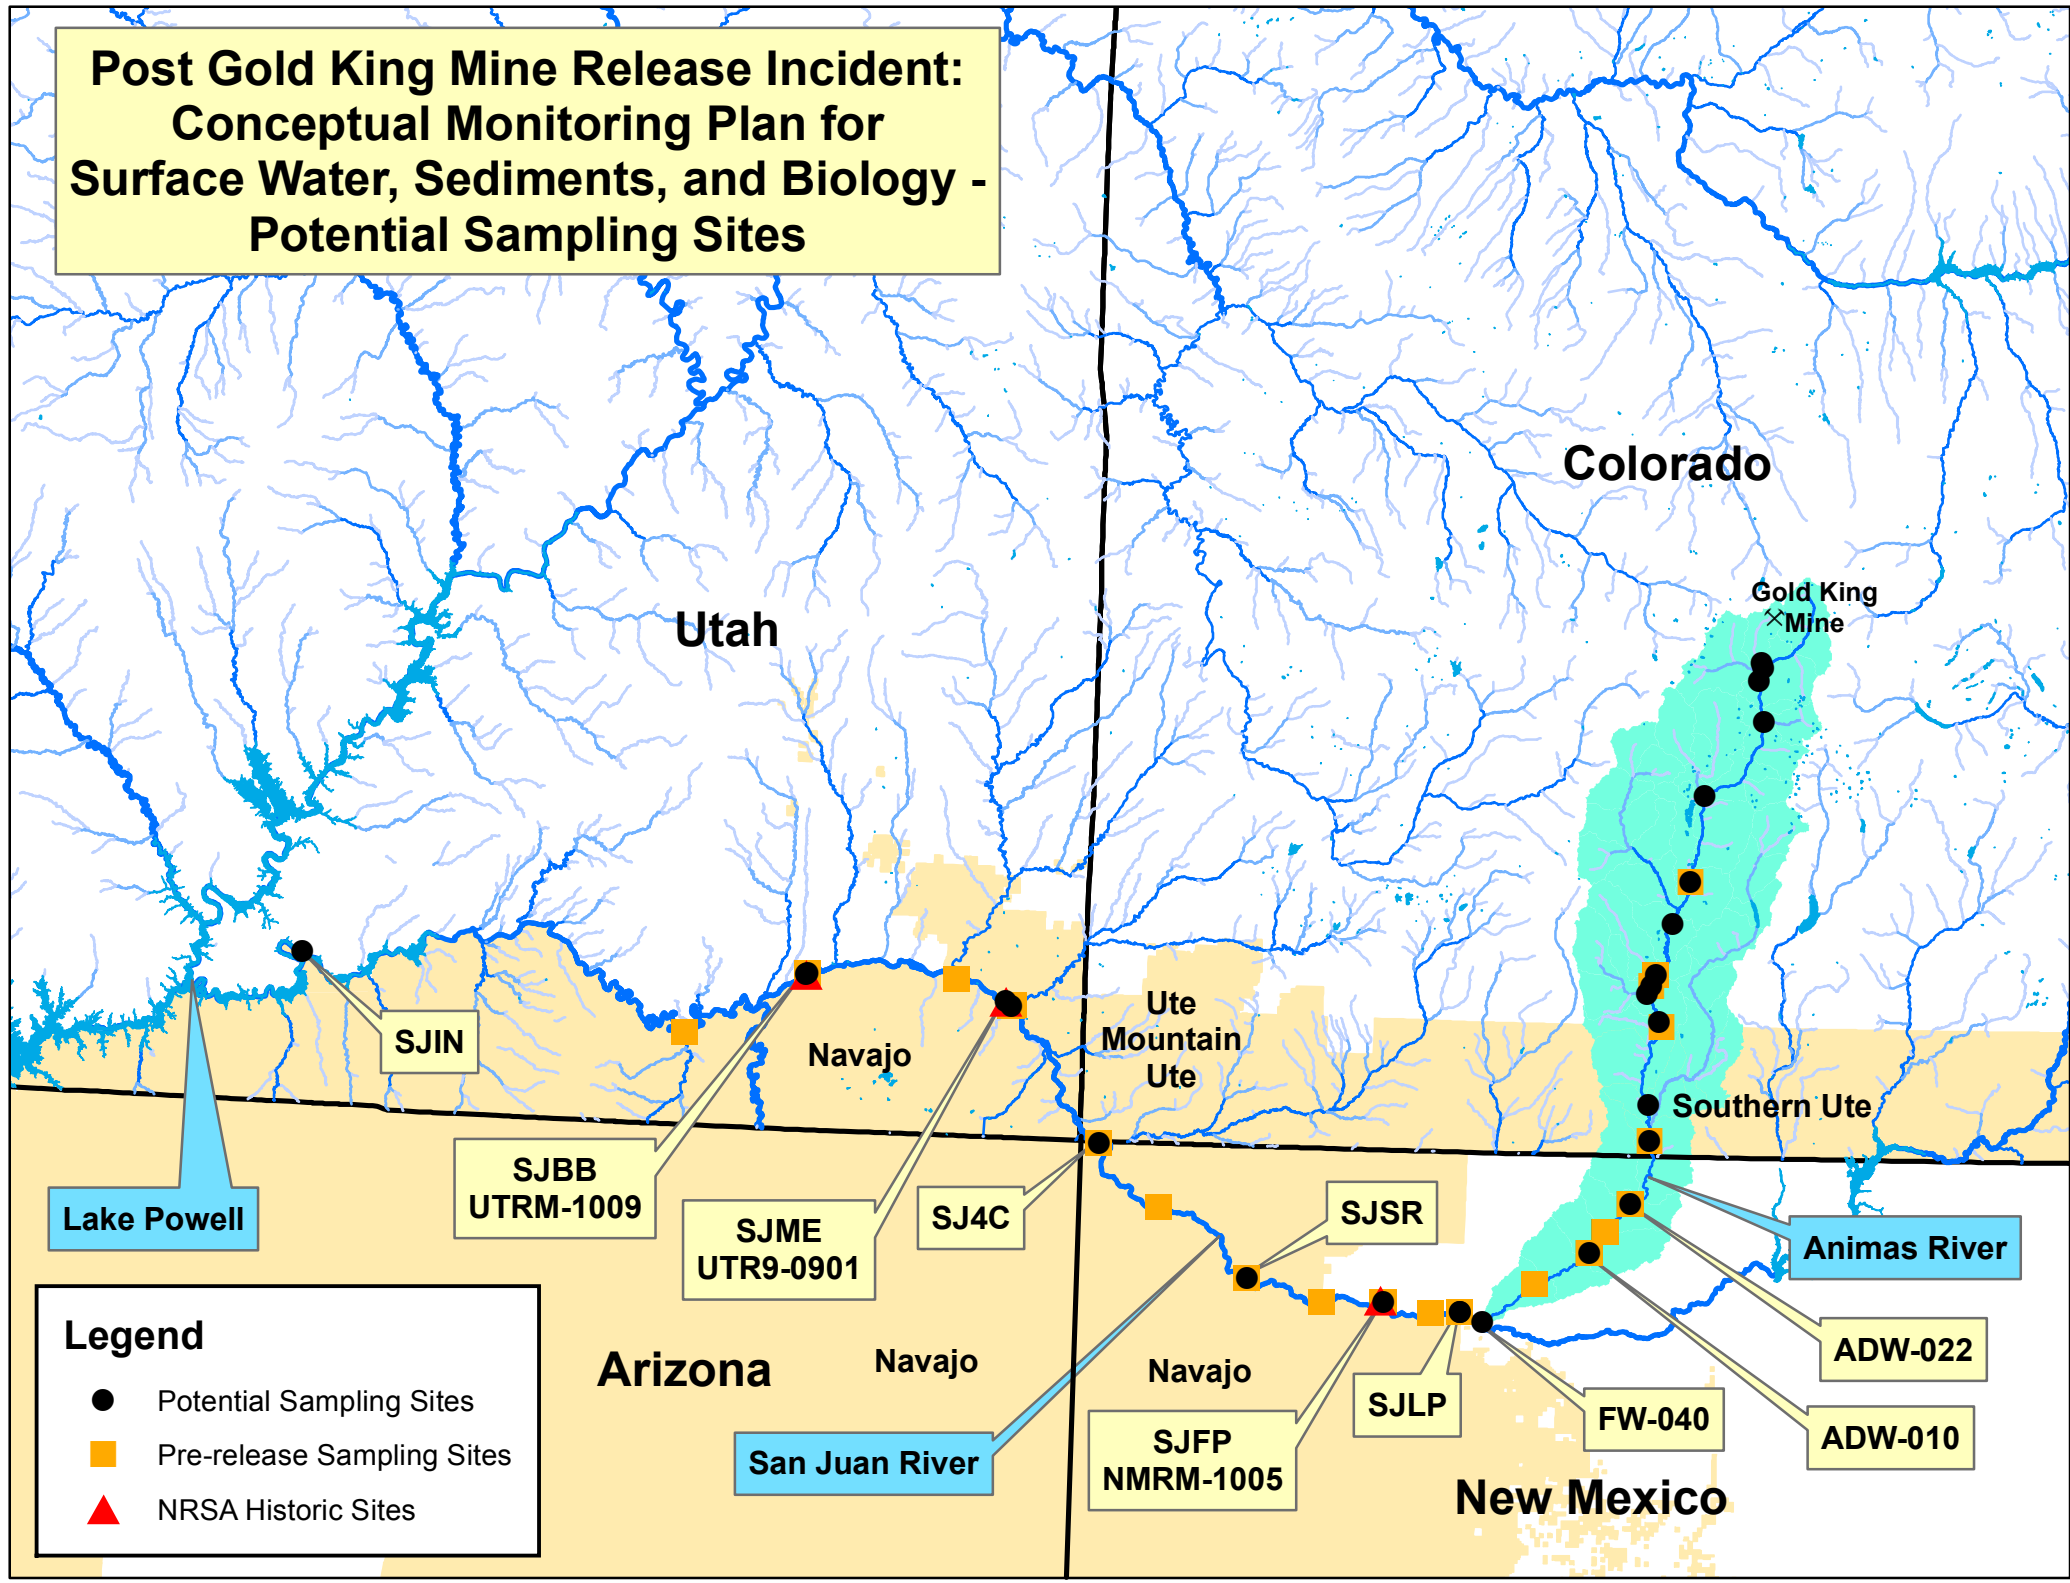 Post Gold King Mine Release Incident:
Conceptual Monitoring Plan for
Surface Water, Sediments, and Biology -
Potential Sampling Sites
Colorado
Gold King
Mine
Utah
Ute
Mountain
Ute
Navajo
SJIN
Southern Ute
Lake Powell
SJBB
UTRM-1009
SJME
UTR9-0901
SJ4C
SJSR
Animas River
ADW-022
Arizona
Navajo
Navajo
SJLP
FW-040
ADW-010
San Juan River
SJFP
NMRM-1005
New Mexico
Legend
Potential Sampling Sites
Pre-release Sampling Sites
NRSA Historic Sites